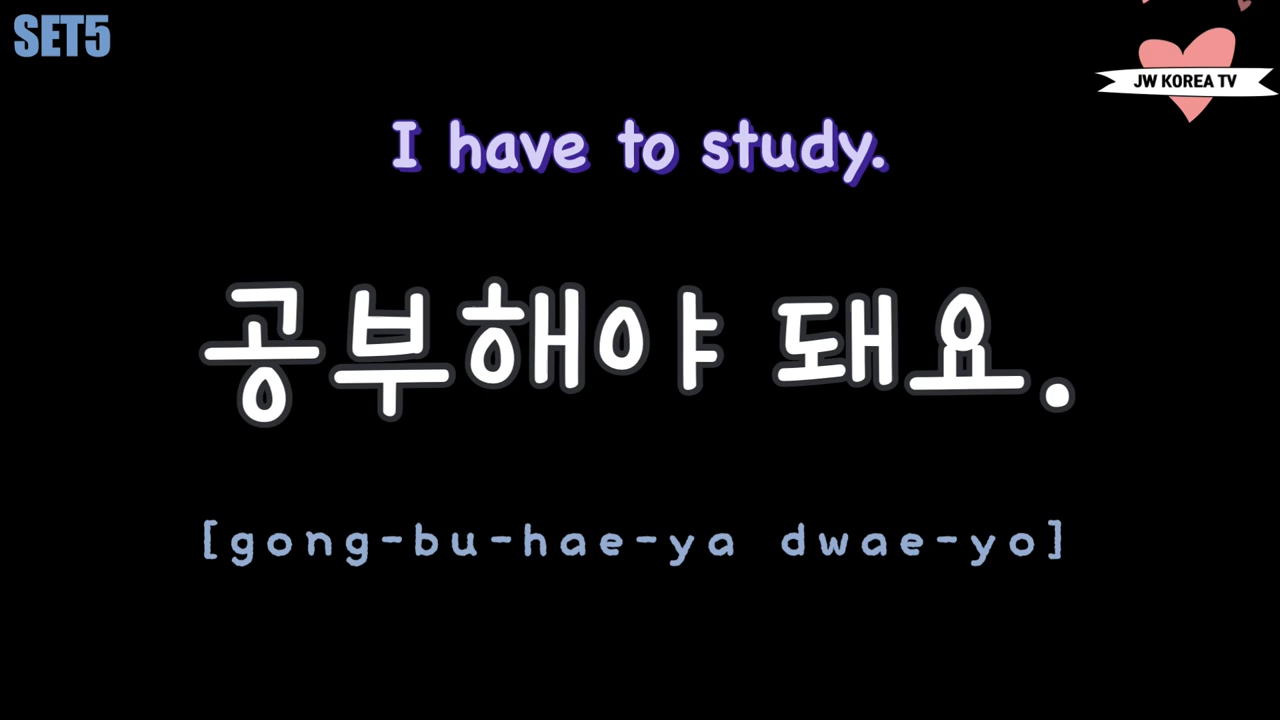 SET5
JW KOREA TV
I have to study.
공부해야 돼요.
[gong-bu-hae-ya dwae-yo]